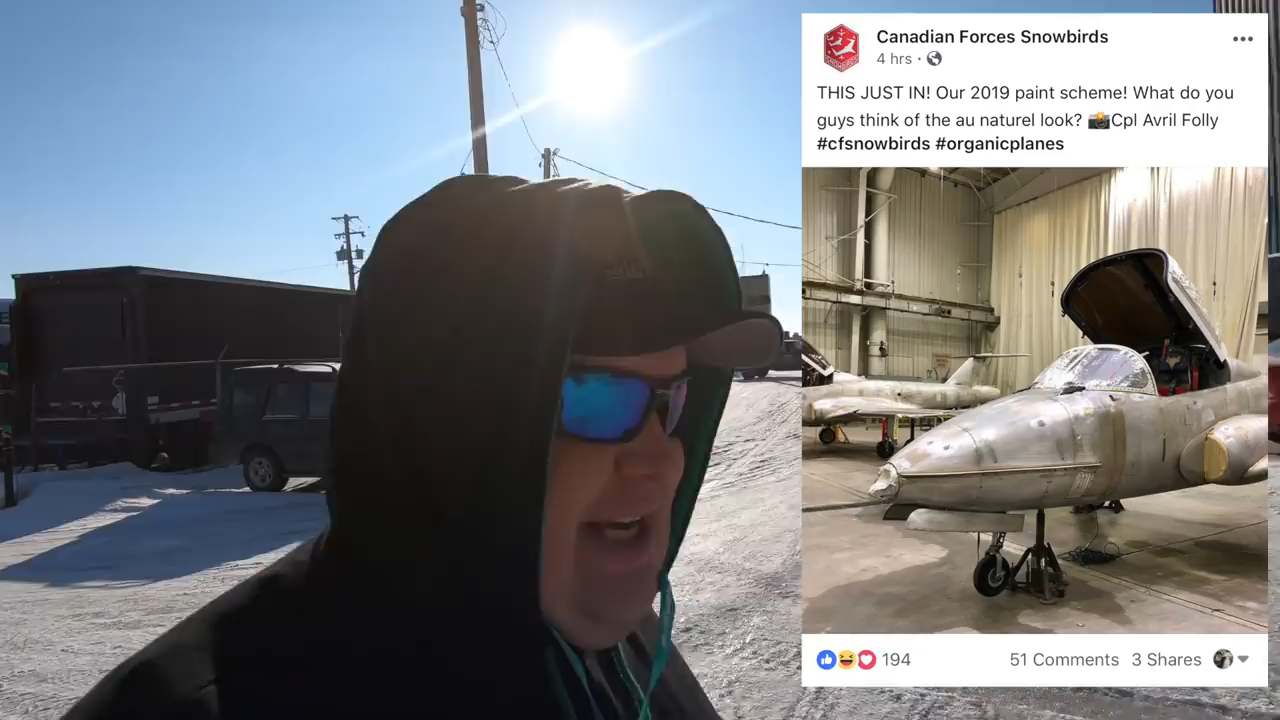 Canadian Forces Snowbirds
4 hrs ·
THIS JUST IN! Our 2019 paint scheme! What do you
guys think of the au naturel look? 📸Cpl Avril Folly
#cfsnowbirds #organicplanes
194
51 Comments
3 Shares